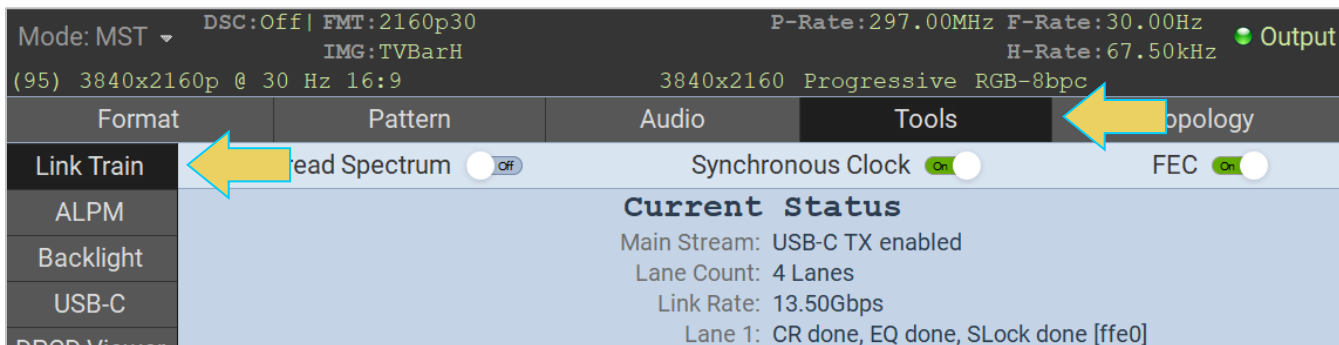 Mode: MST DSC:Off| FMT:2160p30 P-Rate:297.00MHz F-Rate:30.00Hz Output
IMG:TVBarH H-Rate:67.50kHz
(95) 3840x2160p @ 30 Hz 16:9 3840x2160 Progressive RGB-8bpc
Format Pattern Audio Tools opology
Link Train read Spectrum Off Synchronous Clock On FEC On
ALPM Current Status
Main Stream: USB-C TX enabled
Backlight Lane Count: 4 Lanes
USB-C Link Rate: 13.50Gbps
Lane 1: CR done, EQ done, SLock done [ffe0]
DPCD Viewer